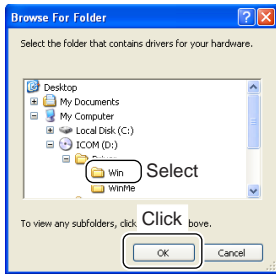 Browse For Folder
Select the folder that contains drivers for your hardware.
Desktop
My Documents
My Computer
Local Disk (C:)
ICOM (D:)
Win
Select
WinMe
Click
To view any subfolders, click bove.
OK
Cancel